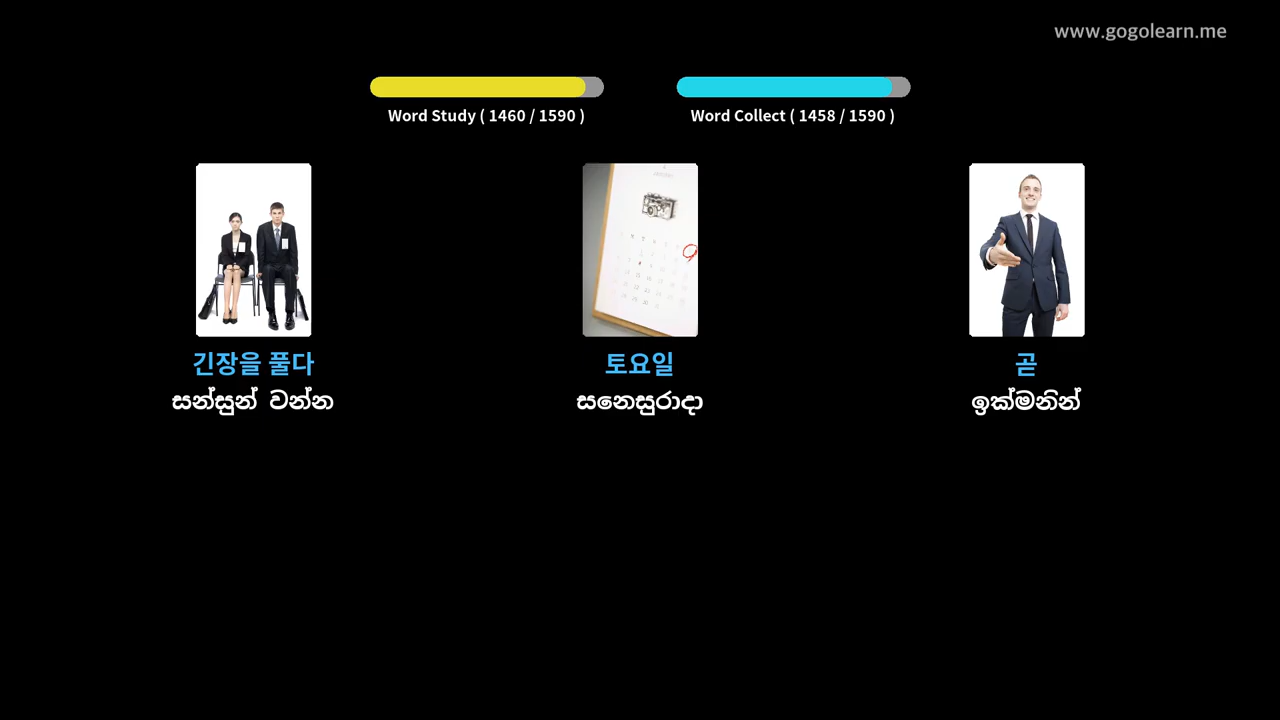 www.gogolearn.me
Word Study ( 1460 / 1590 )
Word Collect ( 1458 / 1590 )
긴장을 풀다
토요일
곧
සන්සුන් වන්න
සනෙසුරාදා
ඉක්මනින්